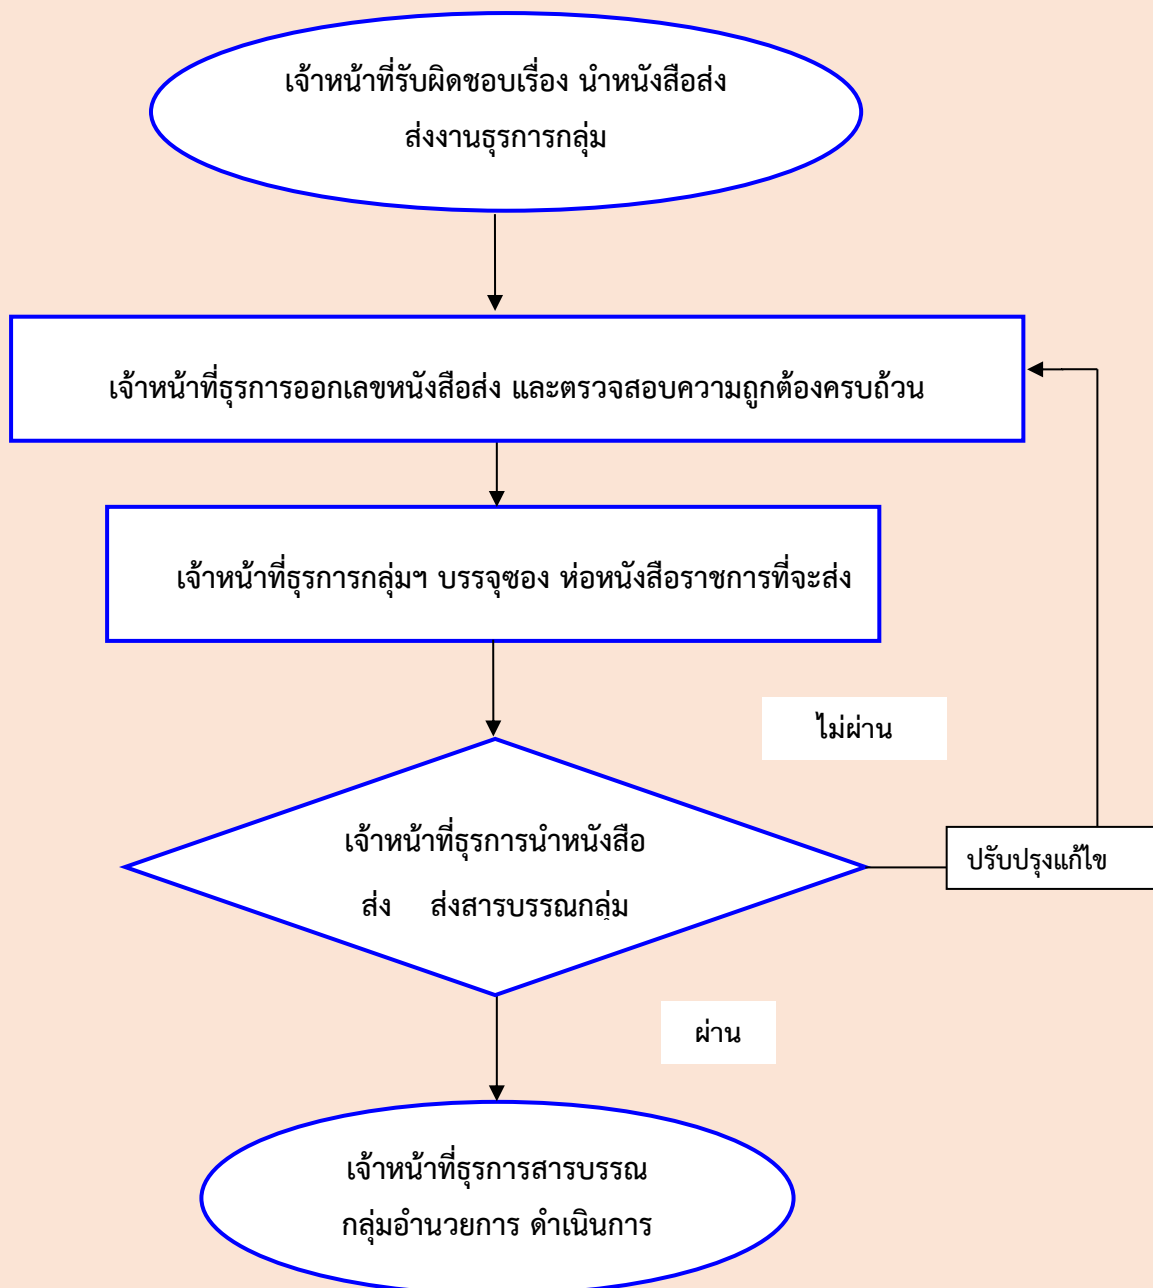 เจ้าหน้าที่รับผิดชอบเรื่อง นำหนังสือส่ง
ส่งงานธุรการกลุ่ม
เจ้าหน้าที่ธุรการออกเลขหนังสือส่ง และตรวจสอบความถูกต้องครบถ้วน
เจ้าหน้าที่ธุรการกลุ่มฯ บรรจุซอง ห่อหนังสือราชการที่จะส่ง
ไม่ผ่าน
เจ้าหน้าที่ธุรการนำหนังสือ
ส่ง ส่งสารบรรณกลุ่ม
ปรับปรุงแก้ไข
ผ่าน
เจ้าหน้าที่ธุรการสารบรรณ
กลุ่มอำนวยการ ดำเนินการ